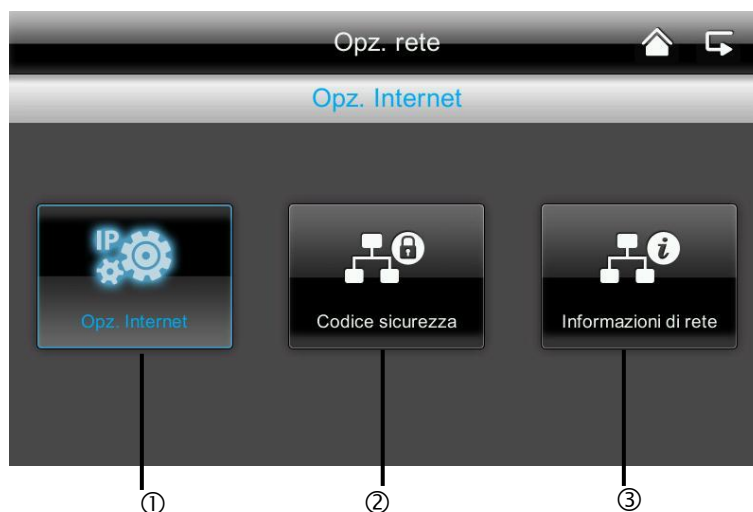 Opz. rete
Opz. Internet
IP
Opz. Internet
Codice sicurezza
i
Informazioni di rete
① ② ③